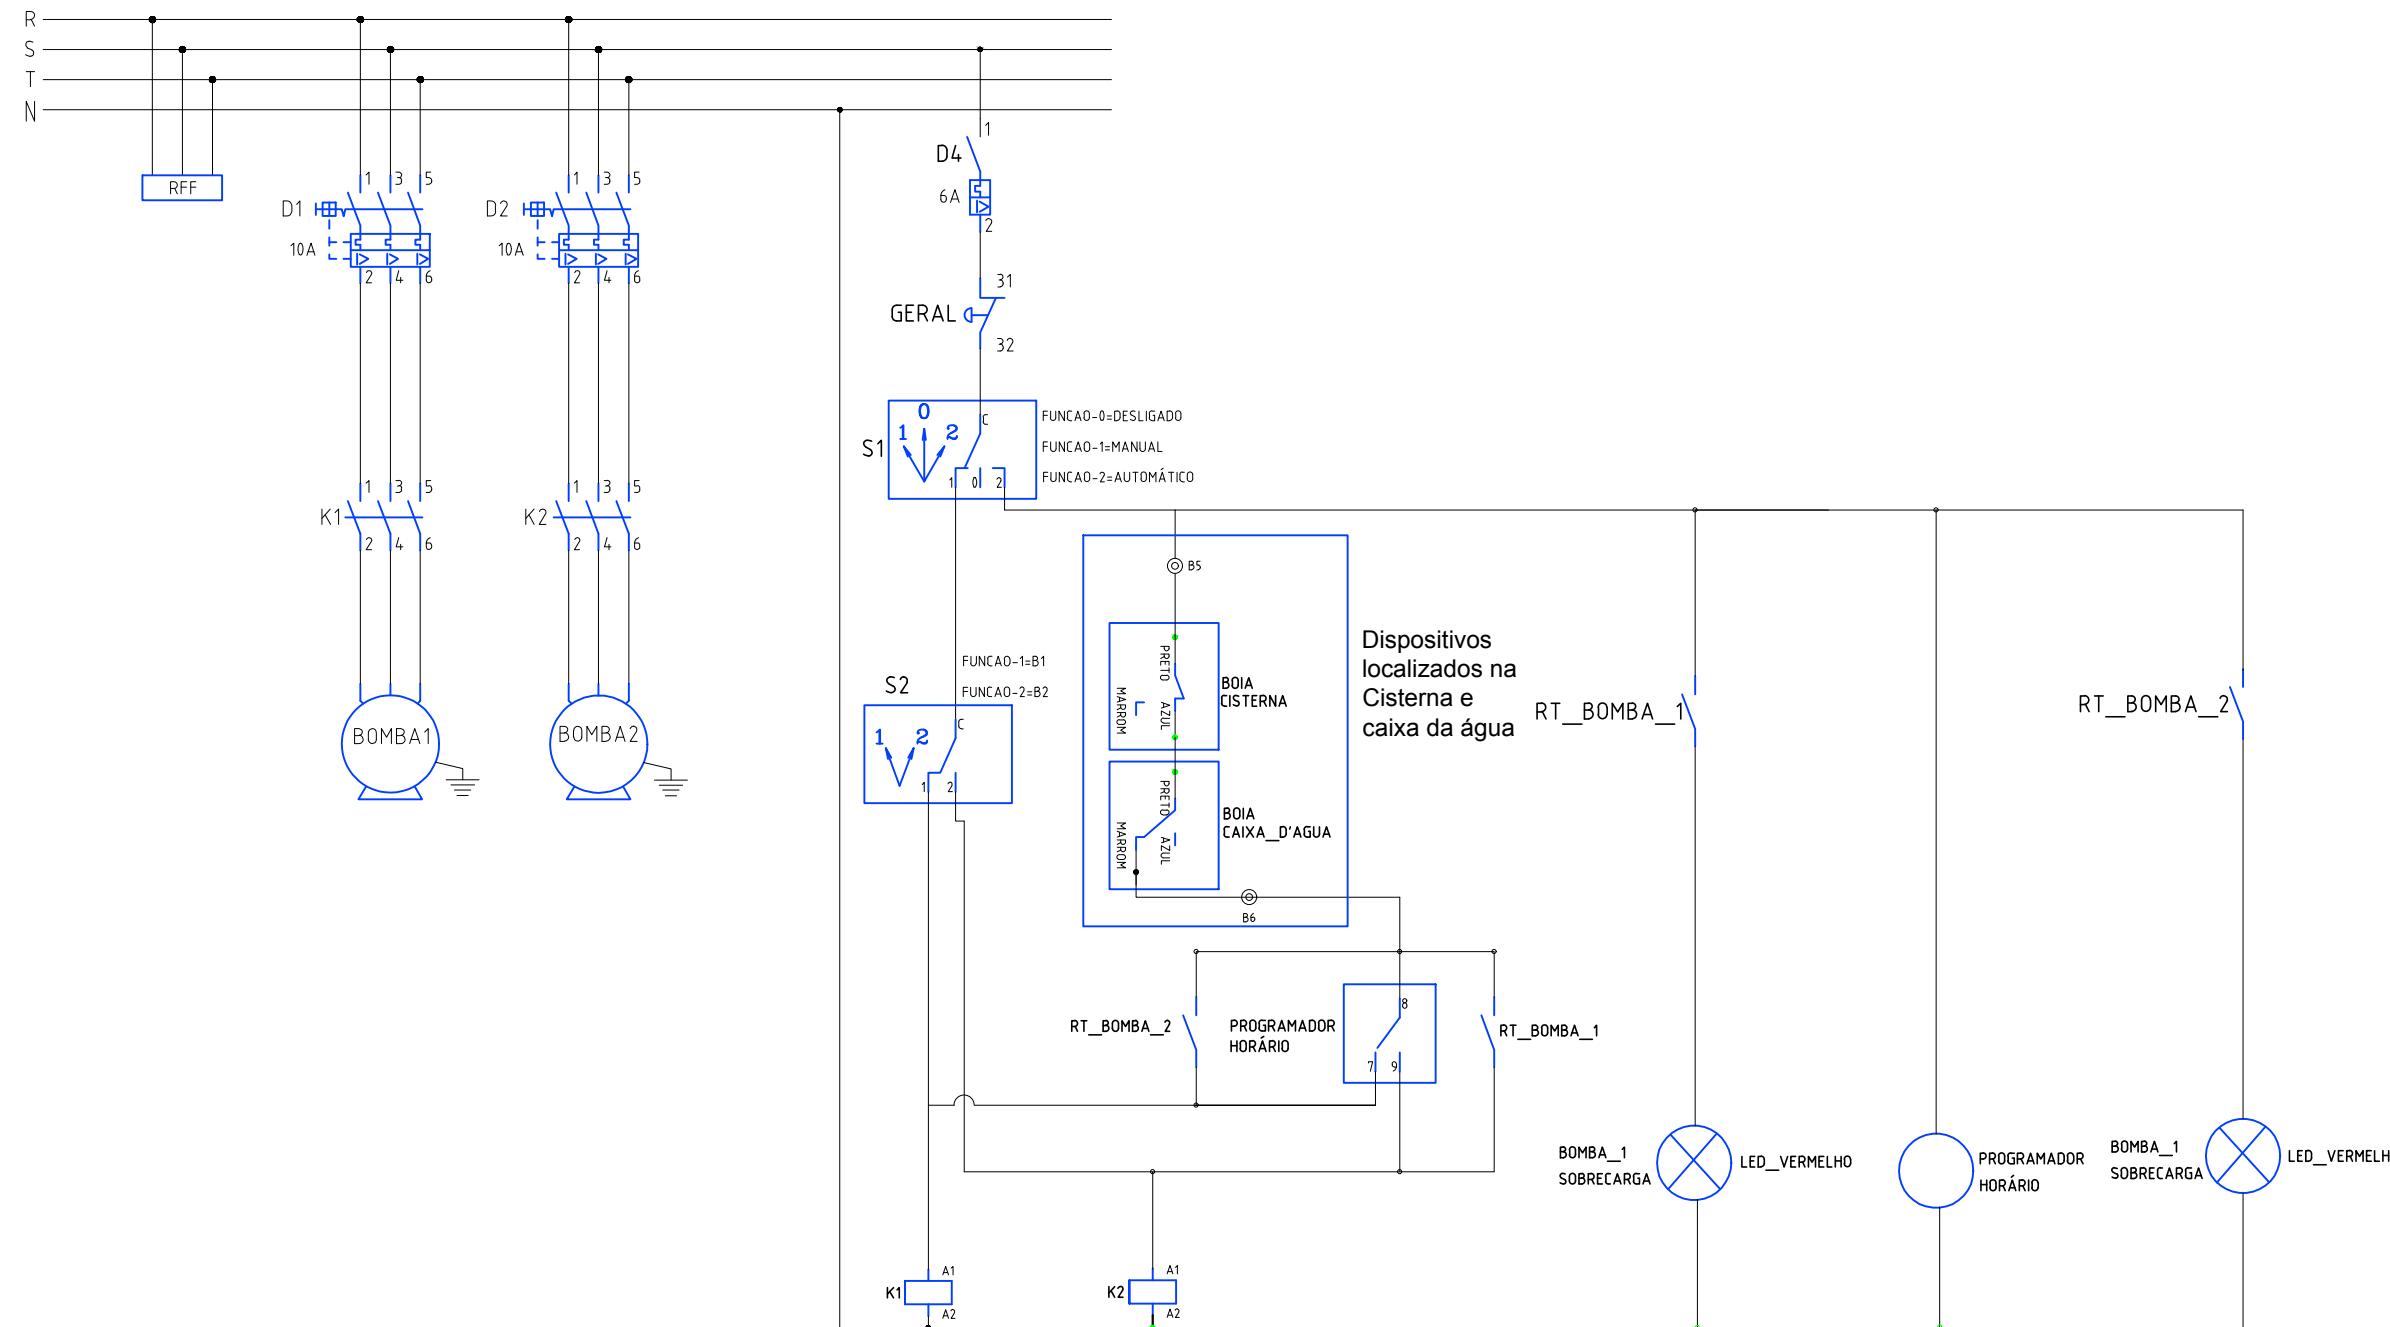 R
S
T
N
RFF
D1
10A
1 3 5
2 4 6
D2
10A
1 3 5
2 4 6
K1
1 3 5
2 4 6
K2
1 3 5
2 4 6
BOMBA1
BOMBA2
1
D4
6A
2
31
GERAL
32
S1
0
1 2
C
1 0 2
FUNCAO-0=DESLIGADO
FUNCAO-1=MANUAL
FUNCAO-2=AUTOMÁTICO
FUNCAO-1=B1
FUNCAO-2=B2
S2
1 2
C
1 2
B5
PRETO
MARROM
AZUL
BOIA
CISTERNA
PRETO
MARROM
AZUL
BOIA
CAIXA_D'AGUA
B6
Dispositivos
localizados na
Cisterna e
caixa da água
RT_BOMBA_1
RT_BOMBA_2
RT_BOMBA_2
PROGRAMADOR
HORÁRIO
8
7 9
RT_BOMBA_1
BOMBA_1
SOBRECARGA
LED_VERMELHO
PROGRAMADOR
HORÁRIO
BOMBA_1
SOBRECARGA
LED_VERMELH
K1
A1
A2
K2
A1
A2